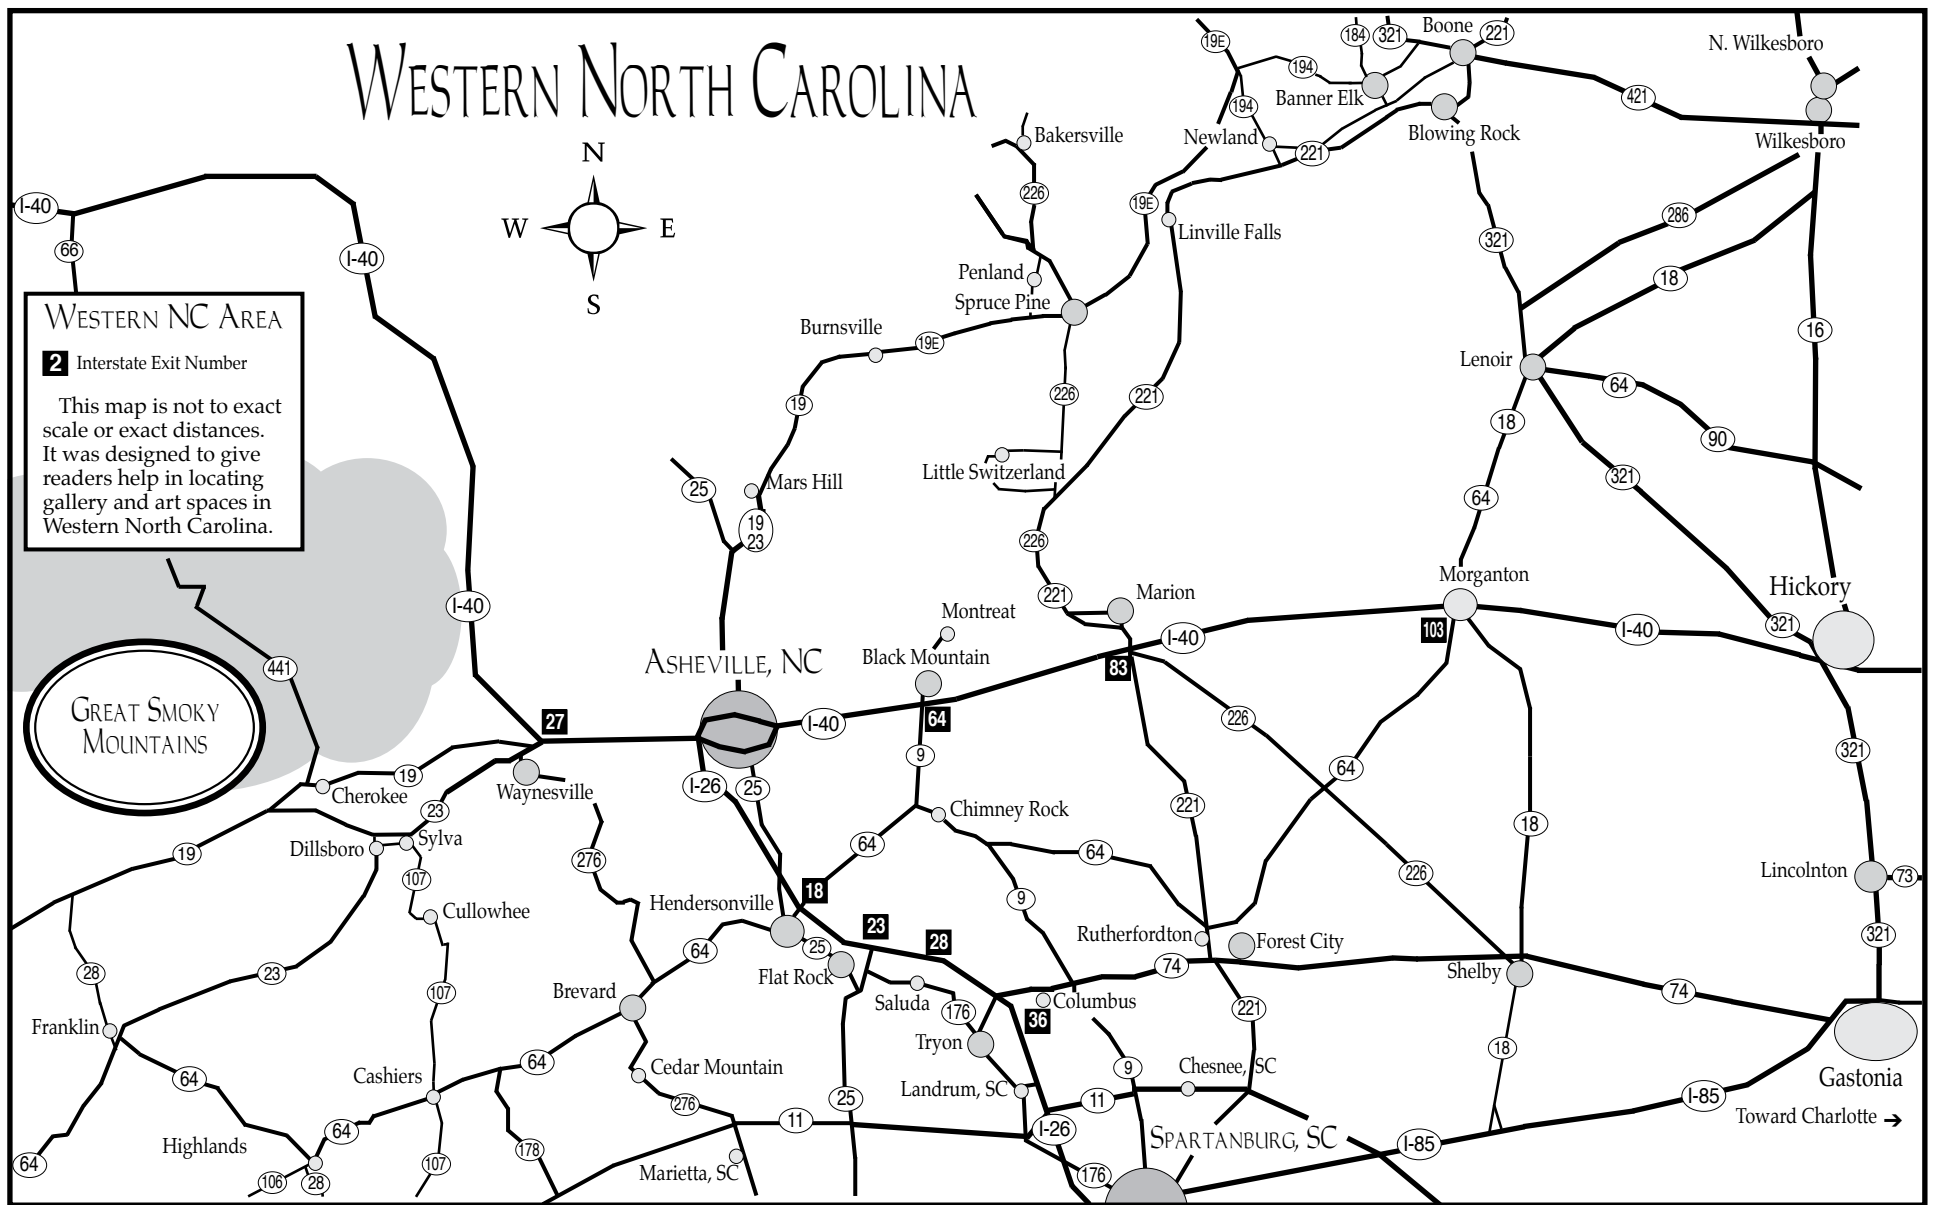 WESTERN NORTH CAROLINA
N
W E
S
WESTERN NC AREA
2 Interstate Exit Number
This map is not to exact
scale or exact distances.
It was designed to give
readers help in locating
gallery and art spaces in
Western North Carolina.
GREAT SMOKY
MOUNTAINS
I-40
66
I-40
I-40
441
27
19
Cherokee
Waynesville
23
Sylva
Dillsboro
19
107
Cullowhee
107
28
23
Franklin
64
64
Highlands
106
28
64
Cashiers
107
64
178
276
Brevard
64
Cedar Mountain
276
11
Marietta, SC
25
Mars Hill
19
23
19
Burnsville
19E
ASHEVILLE, NC
I-40
I-26
25
Montreat
Black Mountain
64
9
Chimney Rock
64
18
Hendersonville
25
Flat Rock
23
28
Saluda
176
Tryon
36
Columbus
Landrum, SC
25
11
I-26
176
9
Chesnee, SC
SPARTANBURG, SC
221
74
Rutherfordton
Forest City
64
9
221
64
226
226
83
Marion
I-40
221
226
Little Switzerland
226
221
Spruce Pine
Penland
226
Bakersville
19E
Linville Falls
Newland
194
19E
194
184
321
Boone
221
Banner Elk
221
Blowing Rock
421
N. Wilkesboro
Wilkesboro
286
18
321
16
Lenoir
64
90
18
321
64
Morganton
103
I-40
321
Hickory
321
18
Lincolnton
73
321
Shelby
74
18
Gastonia
I-85
Toward Charlotte ➔
I-85